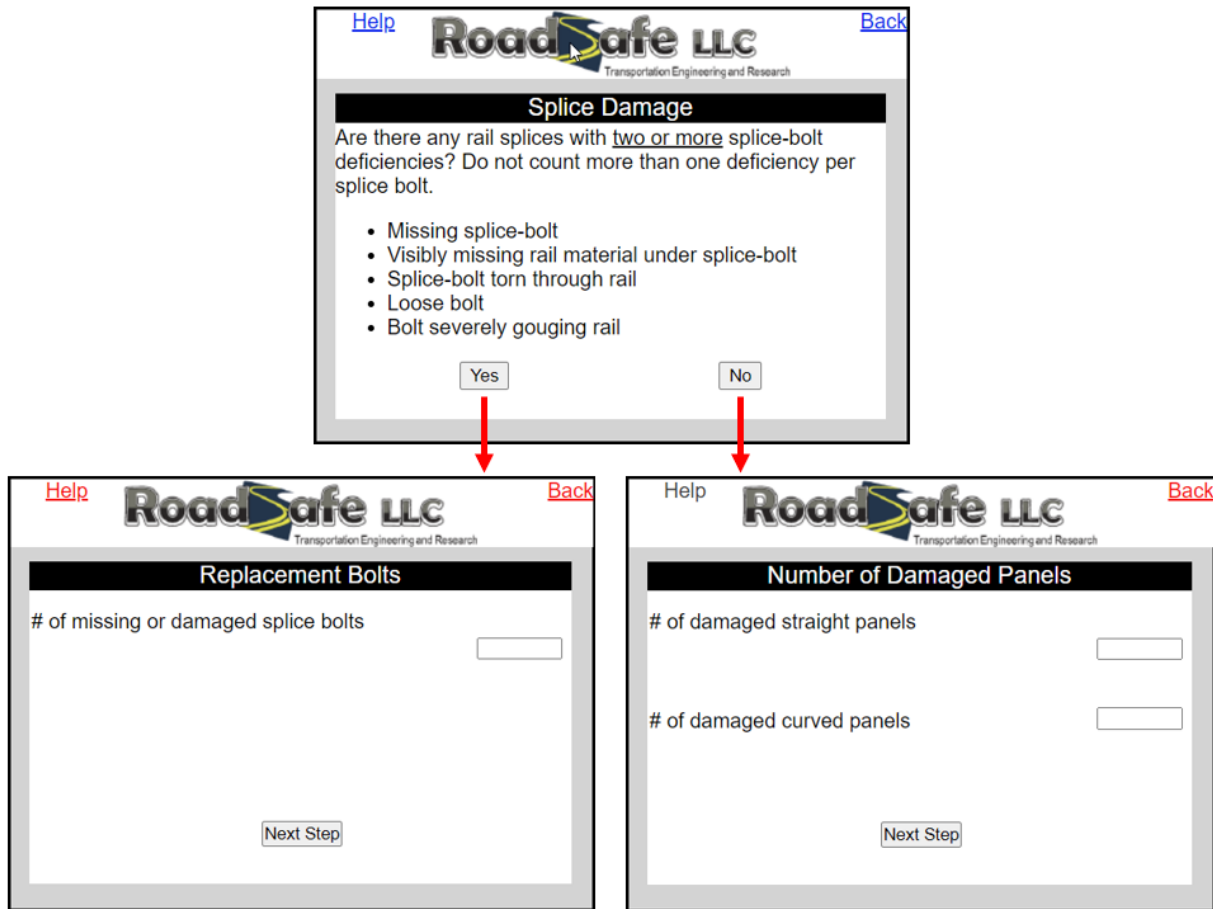 Help
Back
RoadSafe LLC
Transportation Engineering and Research
Splice Damage
Are there any rail splices with two or more splice-bolt
deficiencies? Do not count more than one deficiency per
splice bolt.
• Missing splice-bolt
• Visibly missing rail material under splice-bolt
• Splice-bolt torn through rail
• Loose bolt
• Bolt severely gouging rail
Yes
No
Help
Back
RoadSafe LLC
Transportation Engineering and Research
Replacement Bolts
# of missing or damaged splice bolts
Next Step
Help
Back
RoadSafe LLC
Transportation Engineering and Research
Number of Damaged Panels
# of damaged straight panels
# of damaged curved panels
Next Step